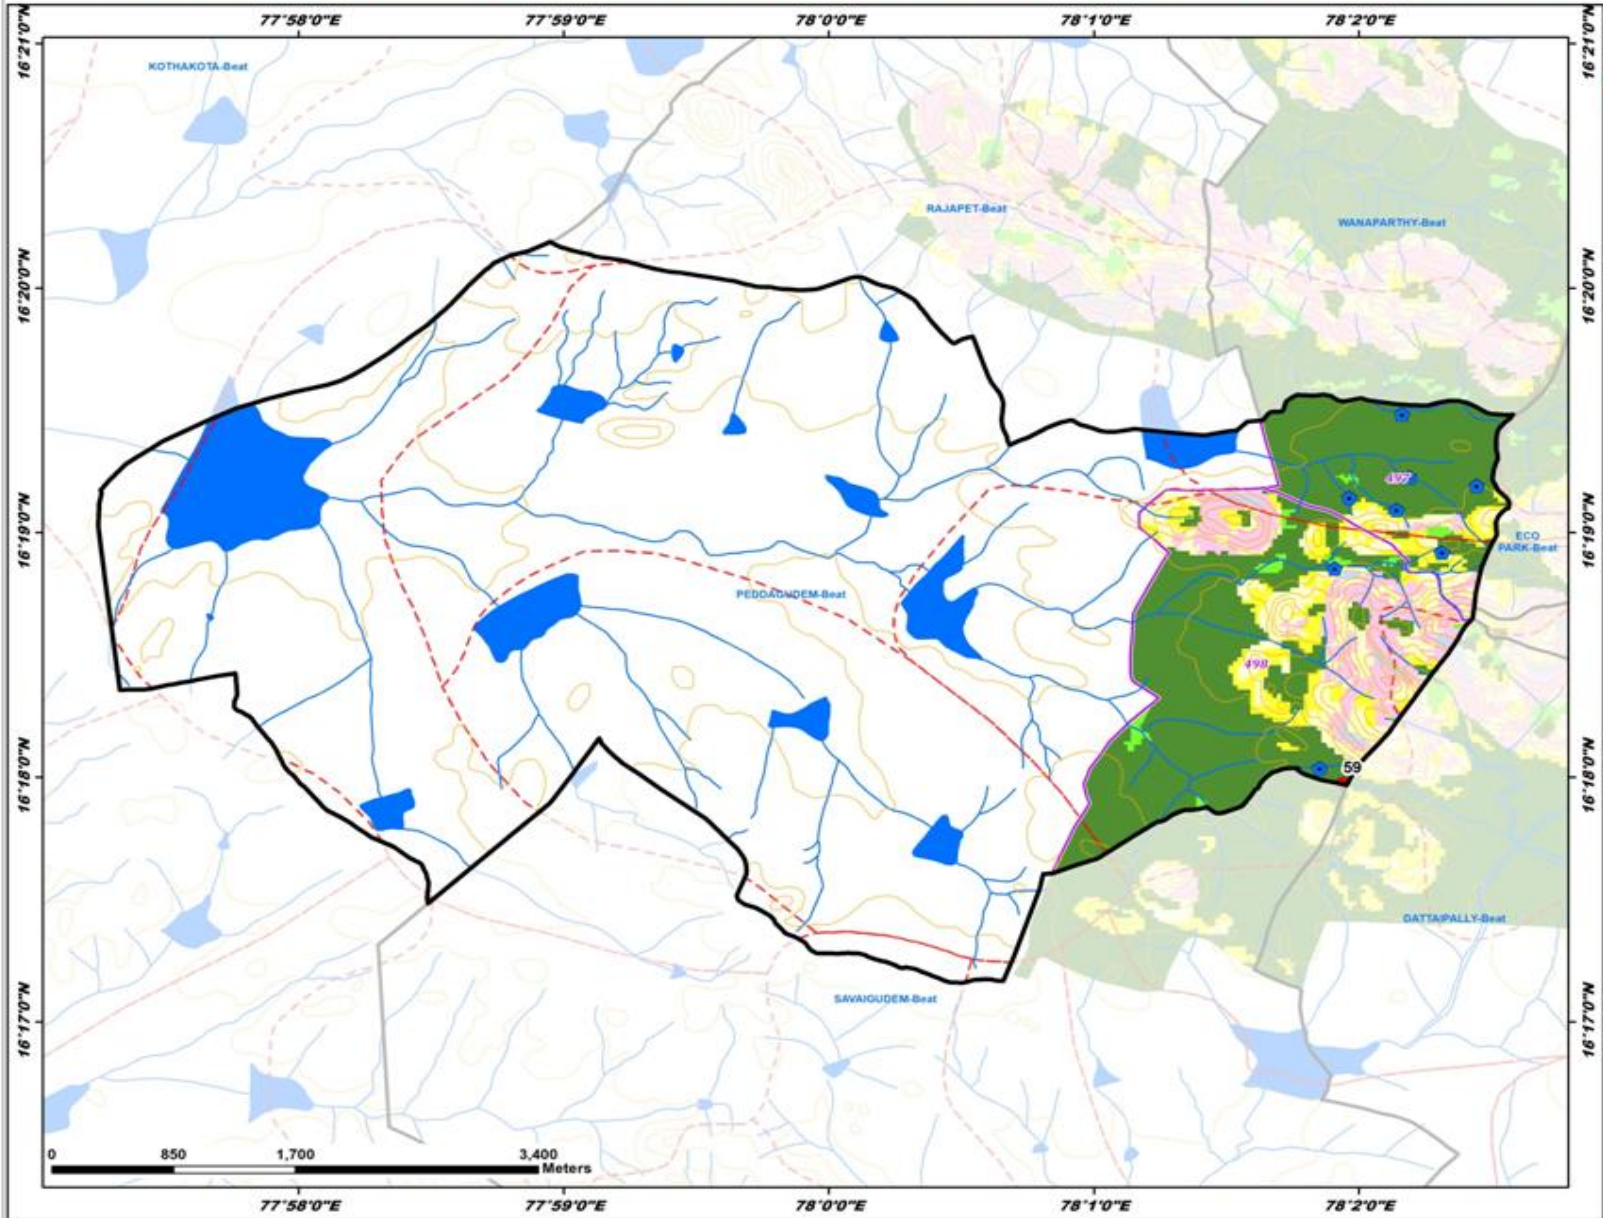 77°58'0"E 77°59'0"E 78°0'0"E 78°1'0"E 78°2'0"E
16°21'0"N 16°21'0"N
KOTHAKOTA-Beat
RAJAPET-Beat
WANAPARTHY-Beat
16°20'0"N 16°20'0"N
497
16°19'0"N 16°19'0"N
ECO
PARK-Beat
PEDDAGUDEM-Beat
498
59
16°18'0"N 16°18'0"N
DATTAIPALLY-Beat
SAVAIGUDEM-Beat
16°17'0"N 16°17'0"N
0 850 1,700 3,400
Meters
77°58'0"E 77°59'0"E 78°0'0"E 78°1'0"E 78°2'0"E